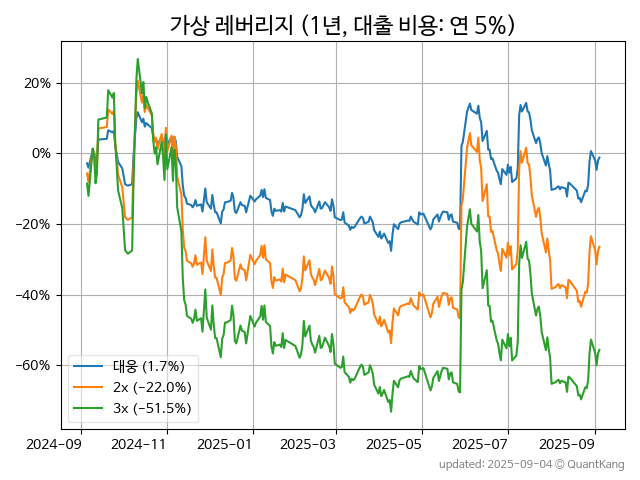 가상 레버리지 (1년, 대출 비용: 연 5%)
20%
0%
−20%
−40%
−60%
대웅 (1.7%)
2x (−22.0%)
3x (−51.5%)
2024-09 2024-11 2025-01 2025-03 2025-05 2025-07 2025-09
updated: 2025-09-04 © QuantKang